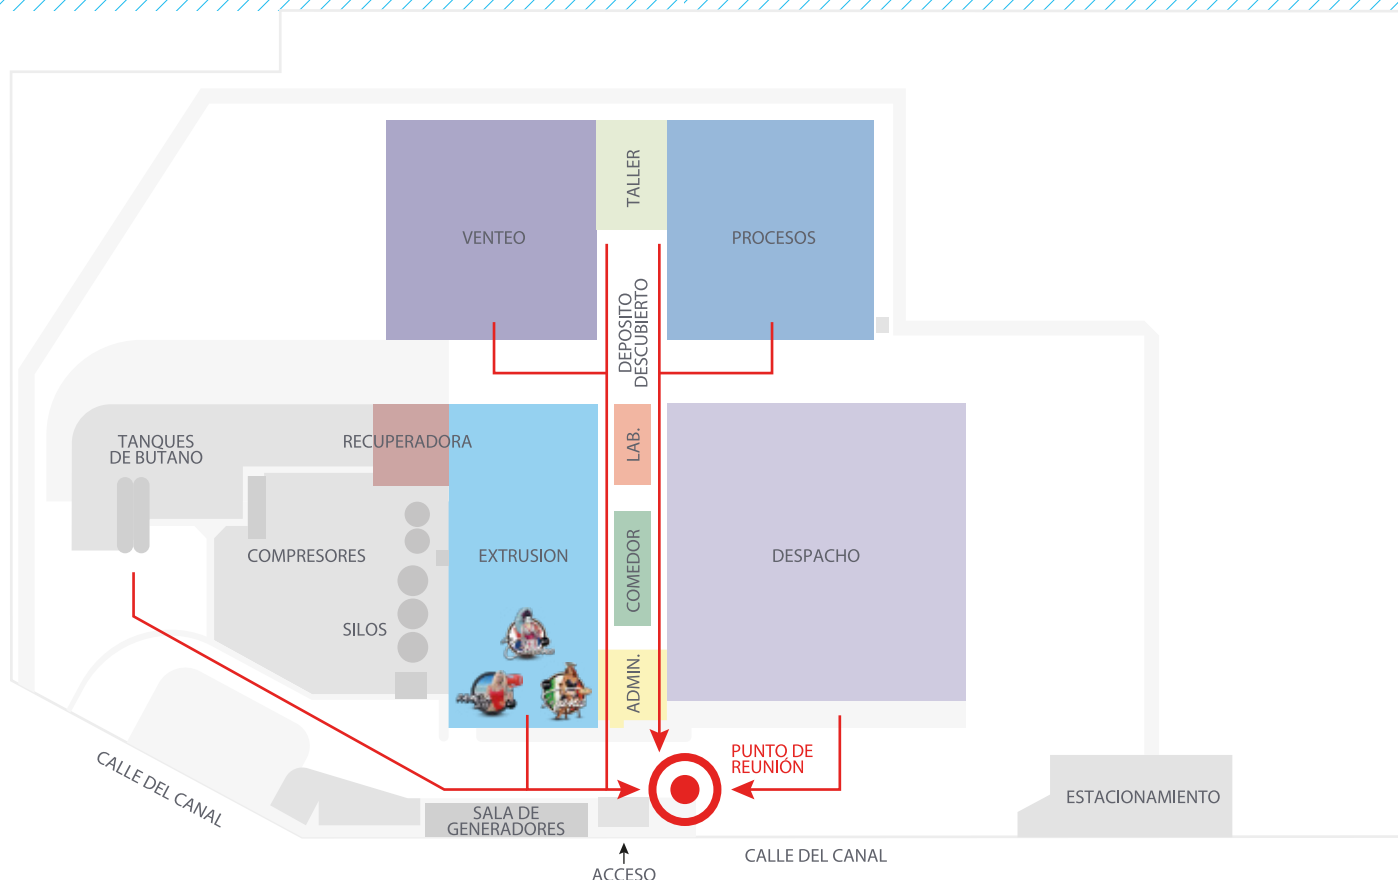 TALLER
VENTEO
PROCESOS
DEPOSITO
DESCUBIERTO
TANQUES
DE BUTANO
RECUPERADORA
LAB.
COMPRESORES
EXTRUSION
COMEDOR
DESPACHO
SILOS
ADMIN.
PUNTO DE
REUNIÓN
CALLE DEL CANAL
ESTACIONAMIENTO
SALA DE
GENERADORES
CALLE DEL CANAL
ACCESO